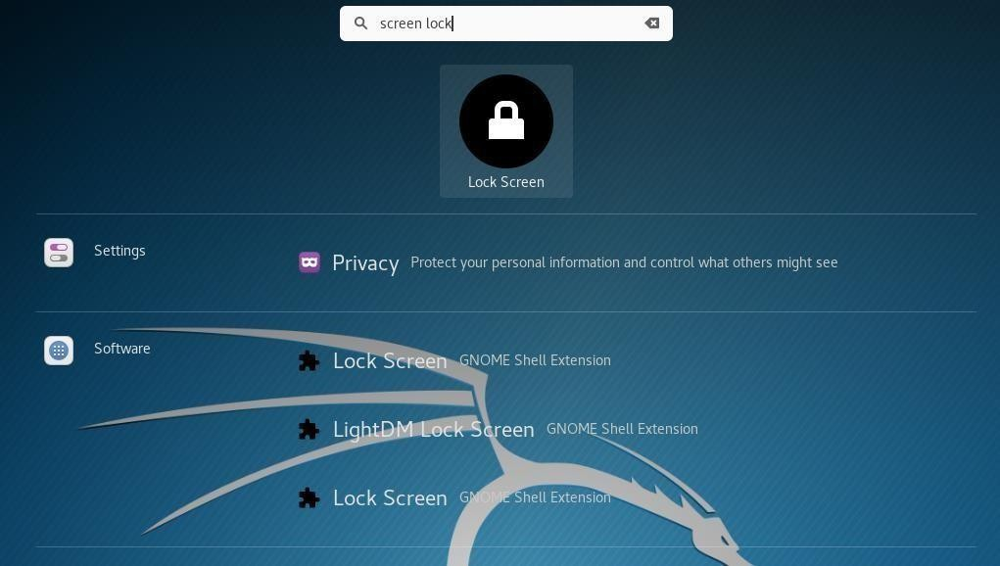 screen lock
Lock Screen
Settings
Privacy Protect your personal information and control what others might see
Software
Lock Screen GNOME Shell Extension
LightDM Lock Screen GNOME Shell Extension
Lock Screen GNOME Shell Extension